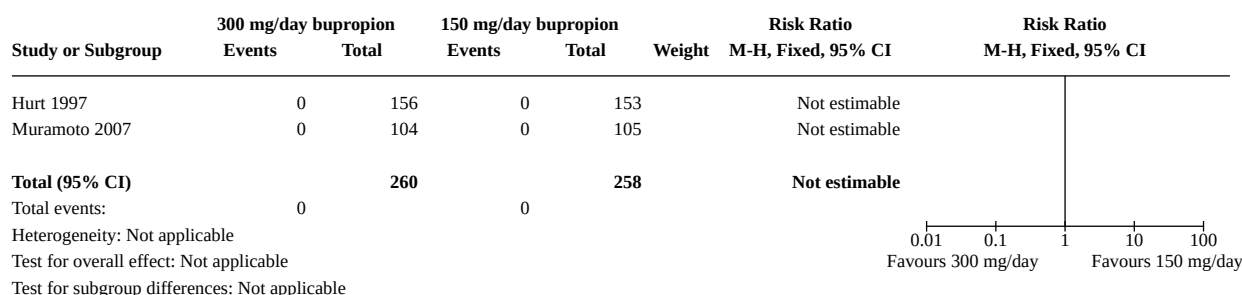 300 mg/day bupropion 150 mg/day bupropion Risk Ratio Risk Ratio
Study or Subgroup Events Total Events Total Weight M-H, Fixed, 95% CI M-H, Fixed, 95% CI
Hurt 1997 0 156 0 153 Not estimable
Muramoto 2007 0 104 0 105 Not estimable
Total (95% CI) 260 258 Not estimable
Total events: 0 0
Heterogeneity: Not applicable
0.01 0.1 1 10 100
Test for overall effect: Not applicable Favours 300 mg/day Favours 150 mg/day
Test for subgroup differences: Not applicable